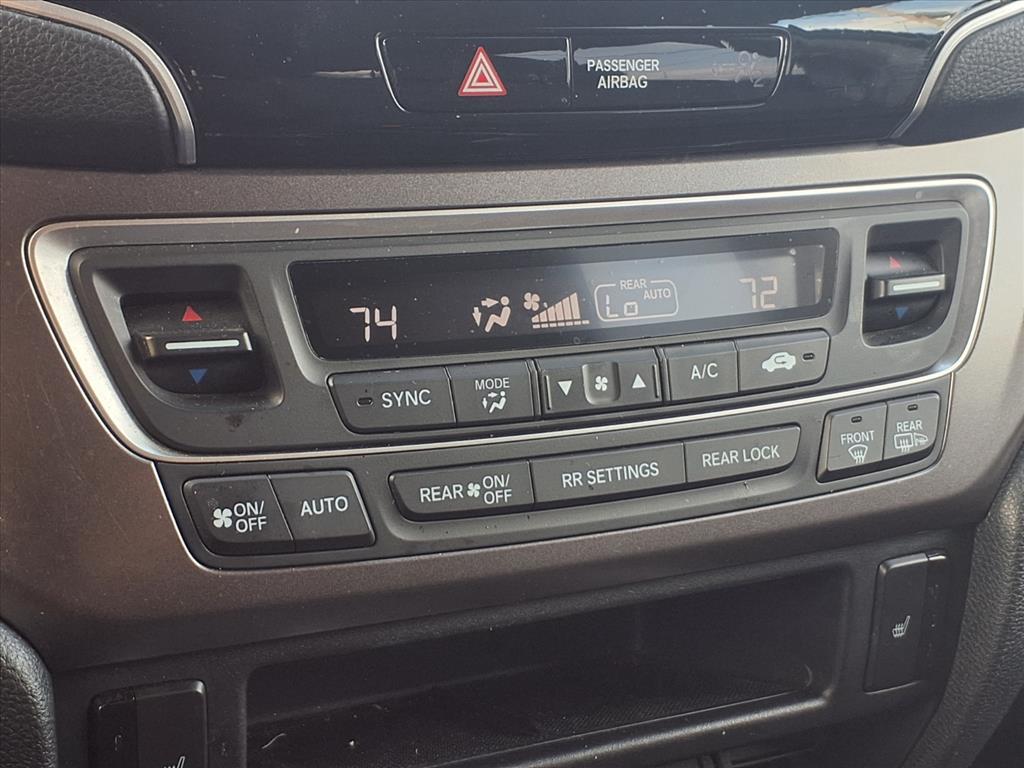 PASSENGER
AIRBAG
74
REAR
Lo AUTO
72
SYNC
MODE
A/C
FRONT
REAR
ON/
OFF
AUTO
REAR ON/
OFF
RR SETTINGS
REAR LOCK